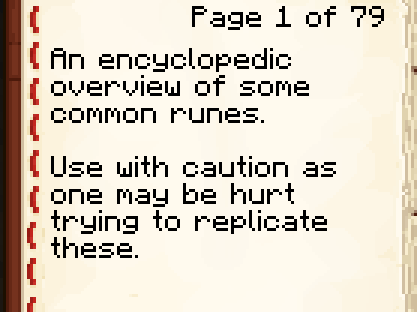 Page 1 of 79
An encyclopedic
overview of some
common runes.
Use with caution as
one may be hurt
trying to replicate
these.